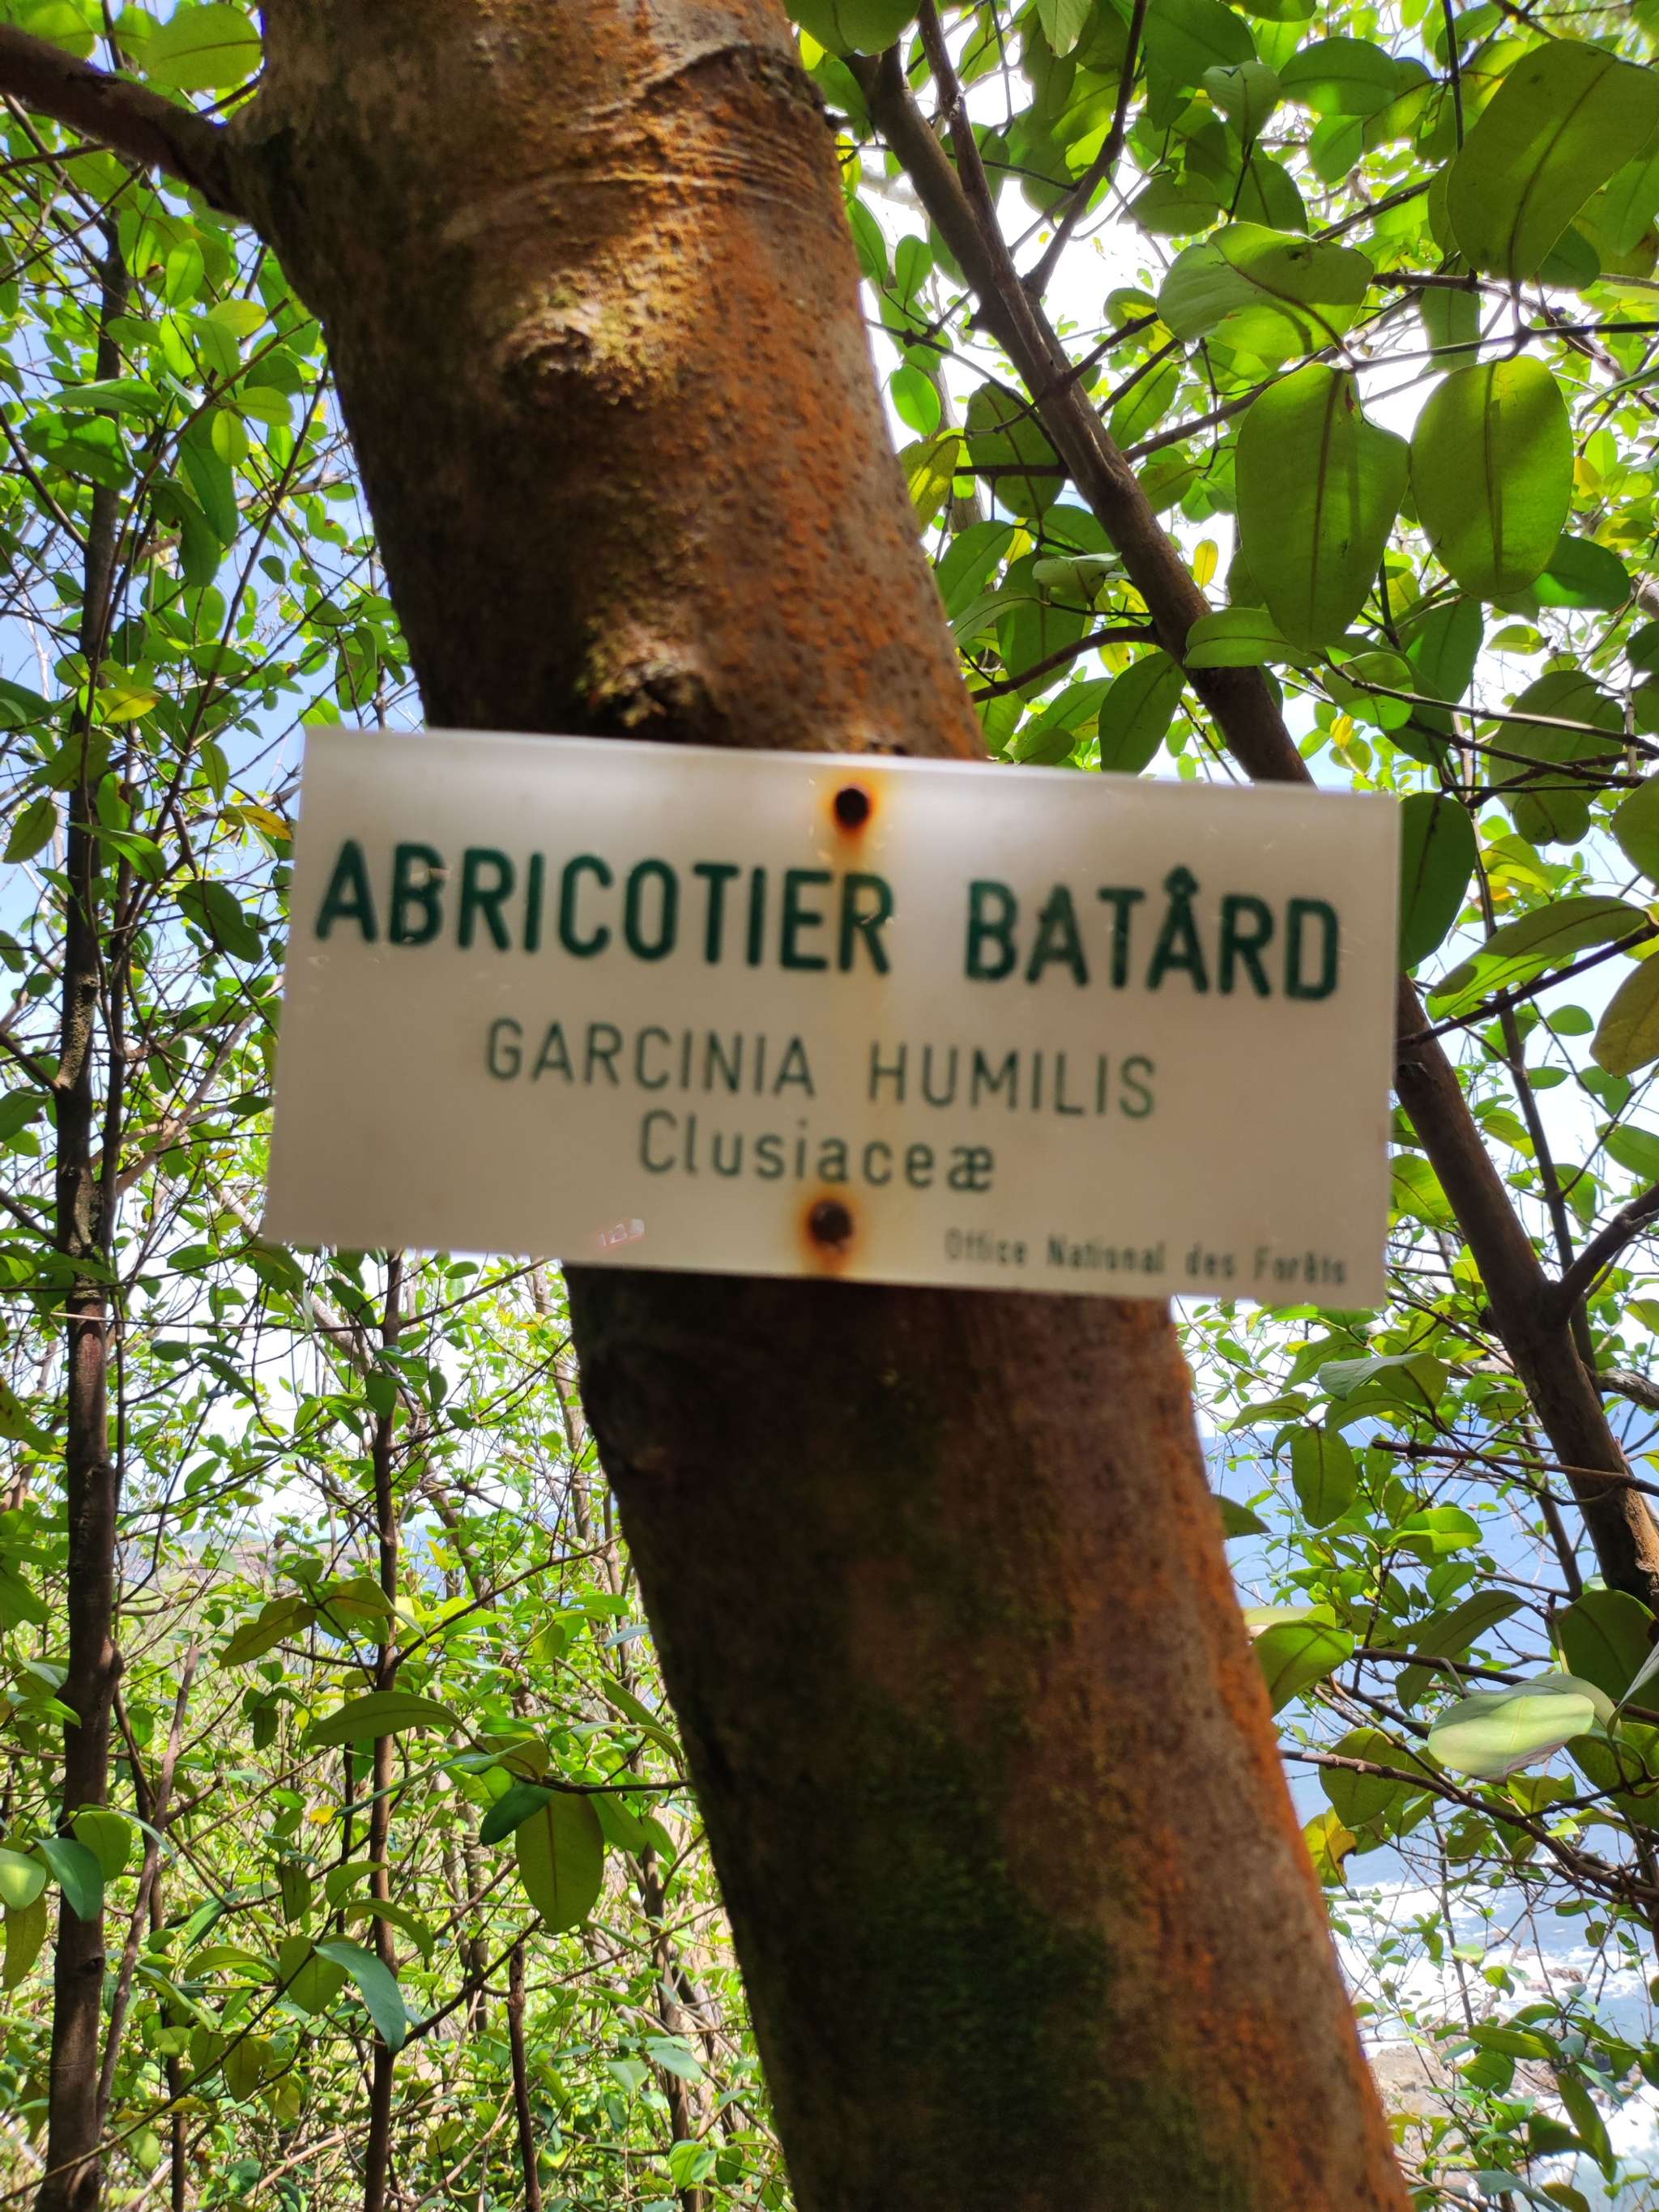 ABRICOTIER BATÂRD
GARCINIA HUMILIS
Clusiaceæ
Office National des Forêts